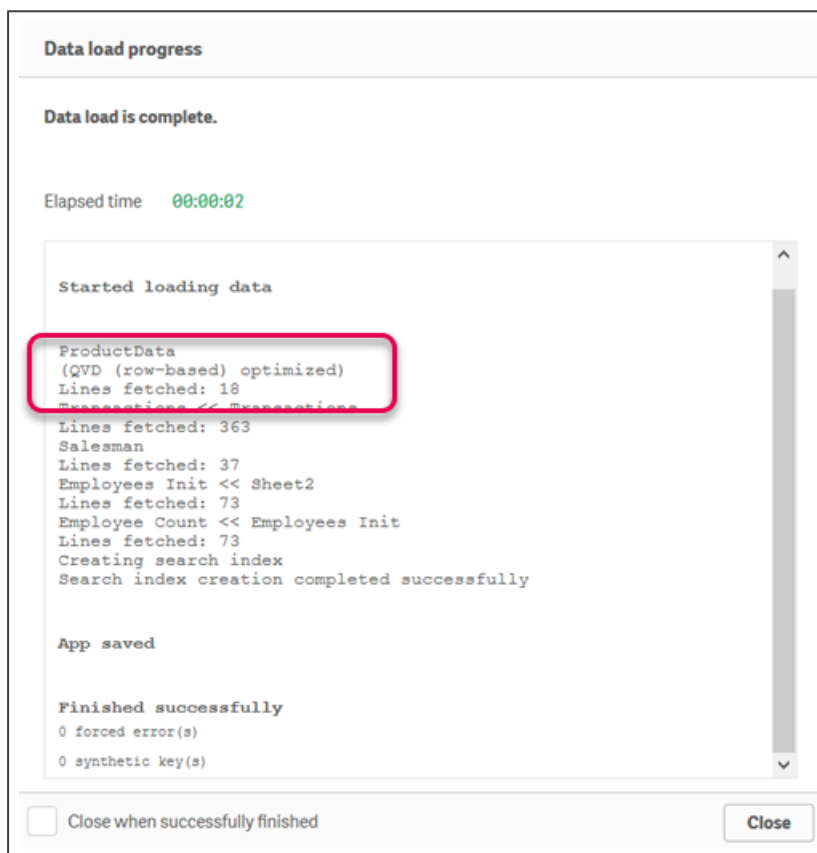 Data load progress
Data load is complete.
Elapsed time 00:00:02
Started loading data
ProductData
(QVD (row-based) optimized)
Lines fetched: 18
Transactions << Transactions
Lines fetched: 363
Salesman
Lines fetched: 37
Employees Init << Sheet2
Lines fetched: 73
Employee Count << Employees Init
Lines fetched: 73
Creating search index
Search index creation completed successfully
App saved
Finished successfully
0 forced error(s)
0 synthetic key(s)
Close when successfully finished
Close